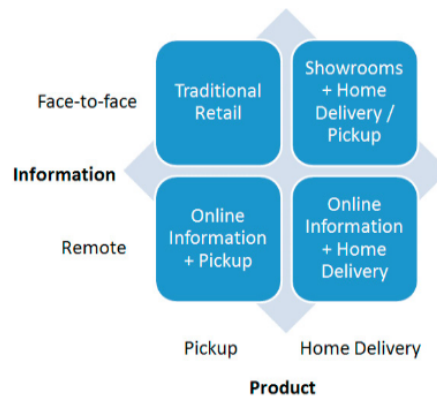 Face-to-face
Traditional
Retail
Showrooms
+ Home
Delivery /
Pickup
Information
Remote
Online
Information
+ Pickup
Online
Information
+ Home
Delivery
Pickup
Home Delivery
Product